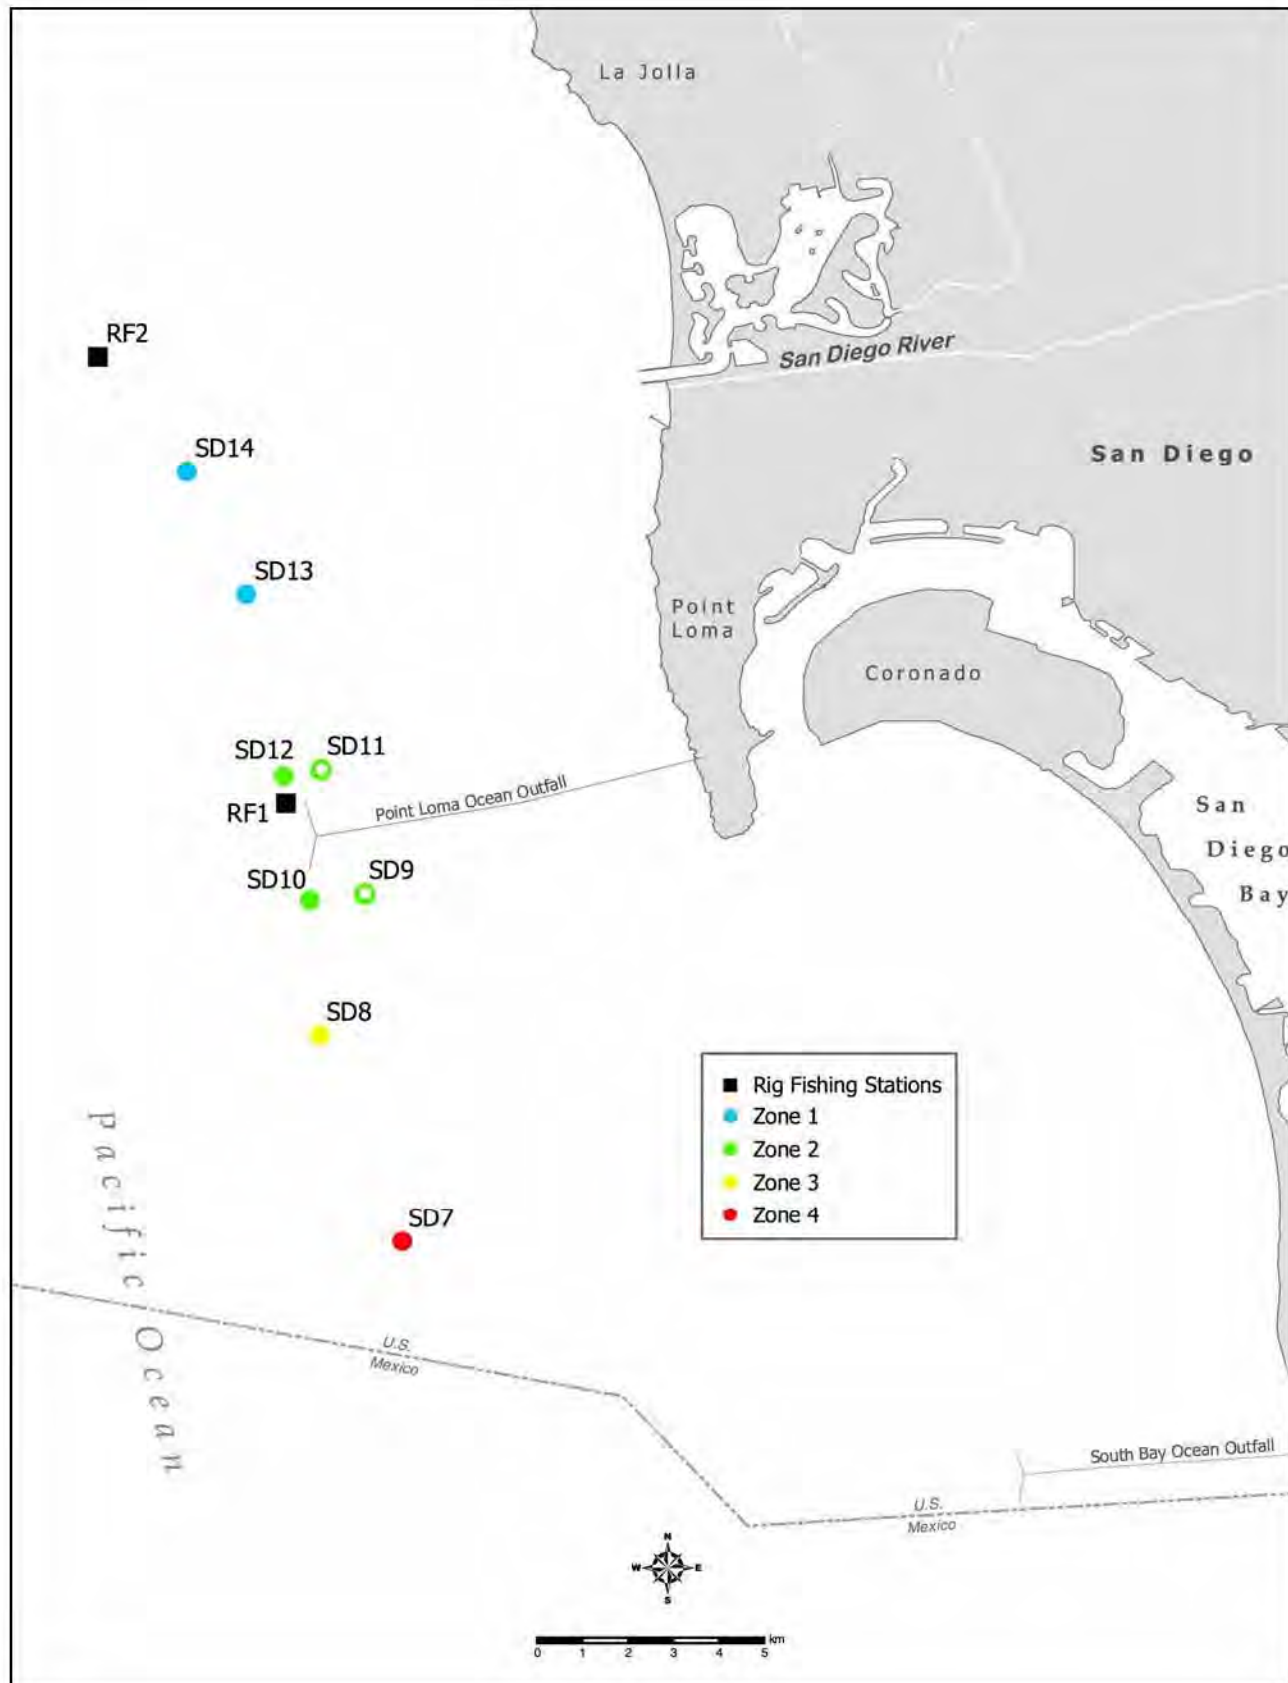 La Jolla
RF2
San Diego River
SD14
San Diego
SD13
Point
Loma
Coronado
SD12
SD11
RF1
Point Loma Ocean Outfall
San
Diego
Bay
SD10
SD9
SD8
Rig Fishing Stations
Zone 1
Zone 2
Zone 3
Zone 4
Pacific Ocean
SD7
U.S.
Mexico
South Bay Ocean Outfall
U.S.
Mexico
N
W E
S
km
0 1 2 3 4 5